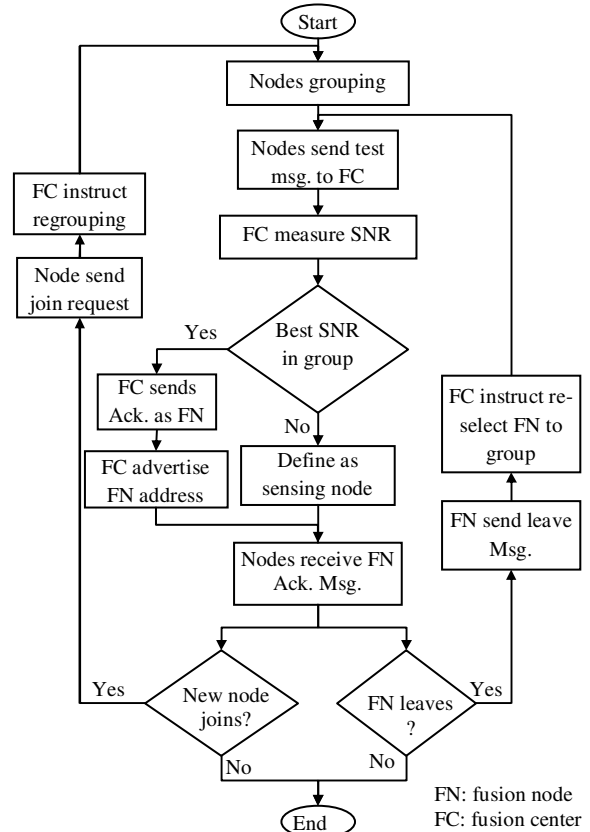 Start
Nodes grouping
Nodes send test
msg. to FC
FC instruct
regrouping
FC measure SNR
Node send
join request
Yes
Best SNR
in group
FC sends
Ack. as FN
No
FC instruct re-
select FN to
group
FC advertise
FN address
Define as
sensing node
FN send leave
Msg.
Nodes receive FN
Ack. Msg.
Yes
New node
joins?
FN leaves
?
Yes
No
No
End
FN: fusion node
FC: fusion center